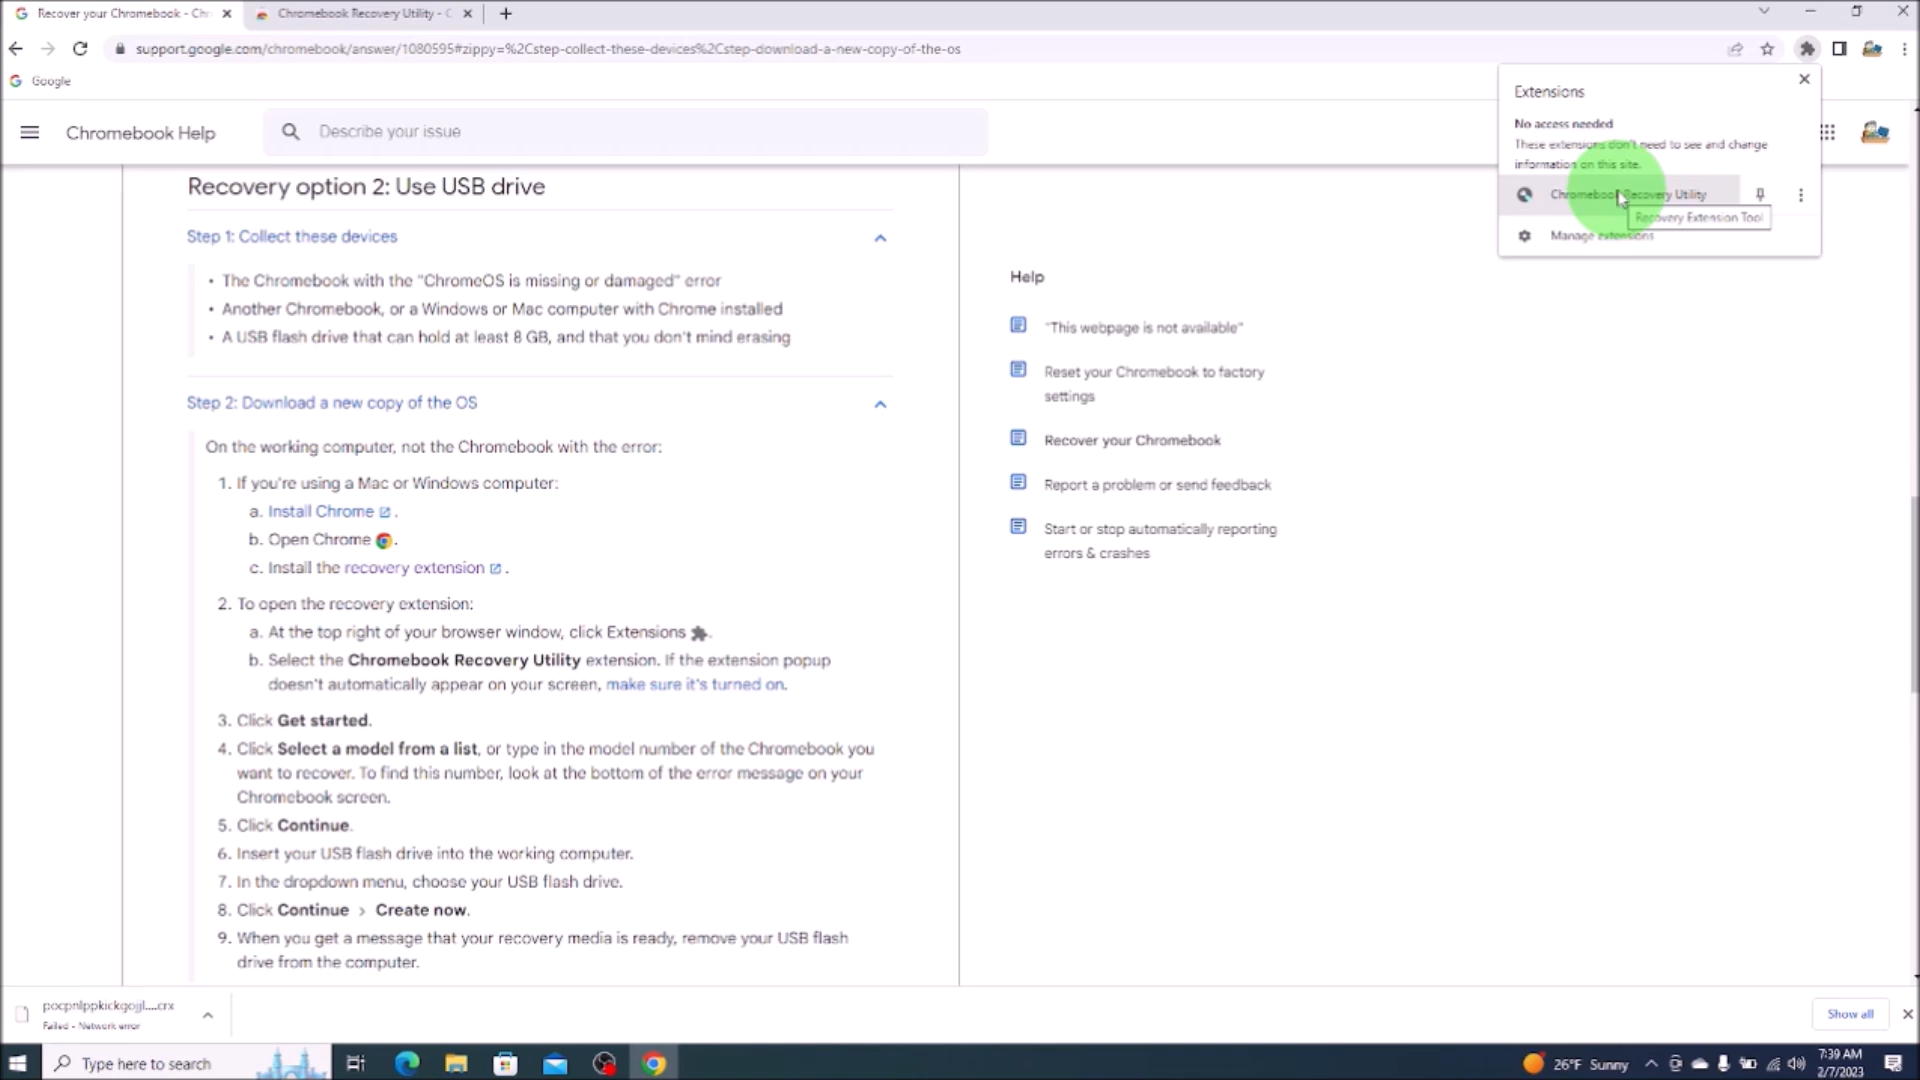 Recover your Chromebook - Chr
Chromebook Recovery Utility - C
support.google.com/chromebook/answer/1080595#zippy=%2Cstep-collect-these-devices%2Cstep-download-a-new-copy-of-the-os
Google
Extensions
No access needed
These extensions don't need to see and change
information on this site.
Chromebook Recovery Utility
Recovery Extension Tool
Manage extensions
Chromebook Help
Describe your issue
Recovery option 2: Use USB drive
Step 1: Collect these devices
• The Chromebook with the "ChromeOS is missing or damaged" error
• Another Chromebook, or a Windows or Mac computer with Chrome installed
• A USB flash drive that can hold at least 8 GB, and that you don't mind erasing
Step 2: Download a new copy of the OS
On the working computer, not the Chromebook with the error:
1. If you're using a Mac or Windows computer:
a. Install Chrome .
b. Open Chrome .
c. Install the recovery extension .
2. To open the recovery extension:
a. At the top right of your browser window, click Extensions .
b. Select the Chromebook Recovery Utility extension. If the extension popup
doesn't automatically appear on your screen, make sure it's turned on.
3. Click Get started.
4. Click Select a model from a list, or type in the model number of the Chromebook you
want to recover. To find this number, look at the bottom of the error message on your
Chromebook screen.
5. Click Continue.
6. Insert your USB flash drive into the working computer.
7. In the dropdown menu, choose your USB flash drive.
8. Click Continue > Create now.
9. When you get a message that your recovery media is ready, remove your USB flash
drive from the computer.
Help
"This webpage is not available"
Reset your Chromebook to factory
settings
Recover your Chromebook
Report a problem or send feedback
Start or stop automatically reporting
errors & crashes
Failed - Network error
Show all
Type here to search
26°F Sunny
7:39 AM
2/7/2023